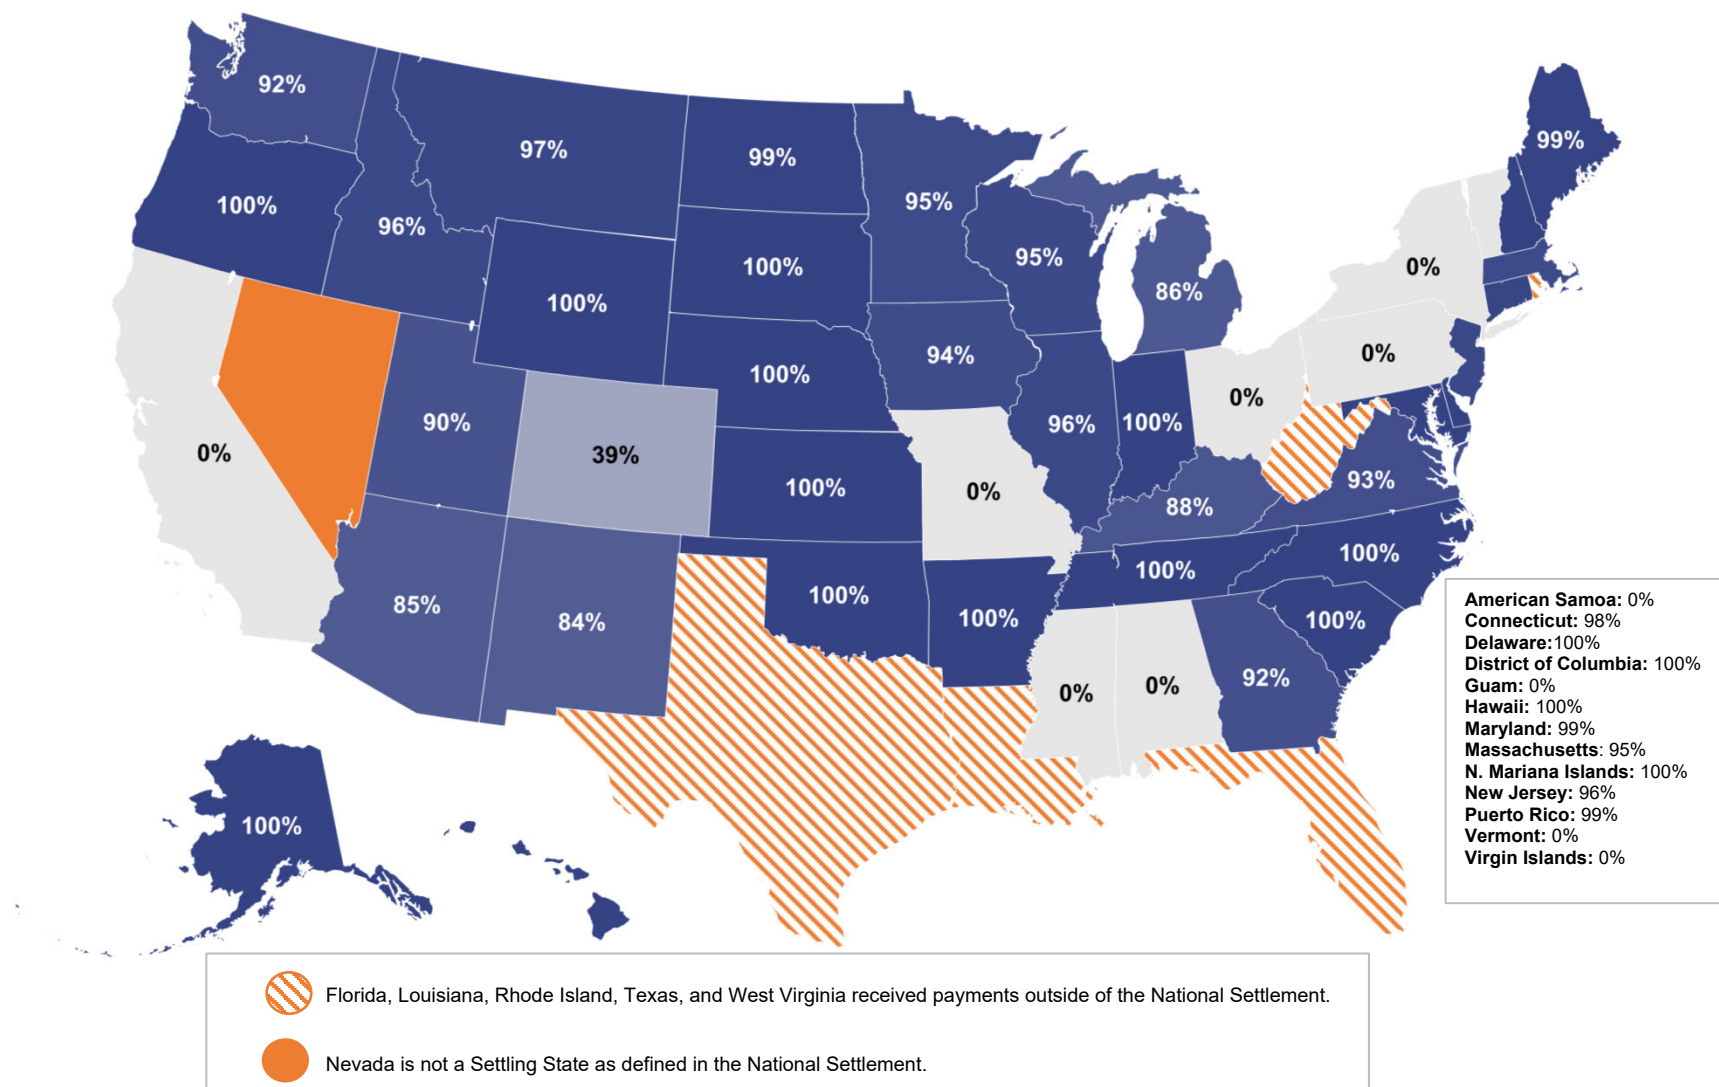 92%
97%
99%
99%
100%
96%
95%
100%
95%
0%
86%
100%
0%
94%
100%
0%
90%
96%
100%
0%
39%
100%
0%
88%
93%
85%
84%
100%
100%
100%
100%
100%
0%
0%
92%
100%
American Samoa: 0%
Connecticut: 98%
Delaware:100%
District of Columbia: 100%
Guam: 0%
Hawaii: 100%
Maryland: 99%
Massachusetts: 95%
N. Mariana Islands: 100%
New Jersey: 96%
Puerto Rico: 99%
Vermont: 0%
Virgin Islands: 0%
Florida, Louisiana, Rhode Island, Texas, and West Virginia received payments outside of the National Settlement.
Nevada is not a Settling State as defined in the National Settlement.